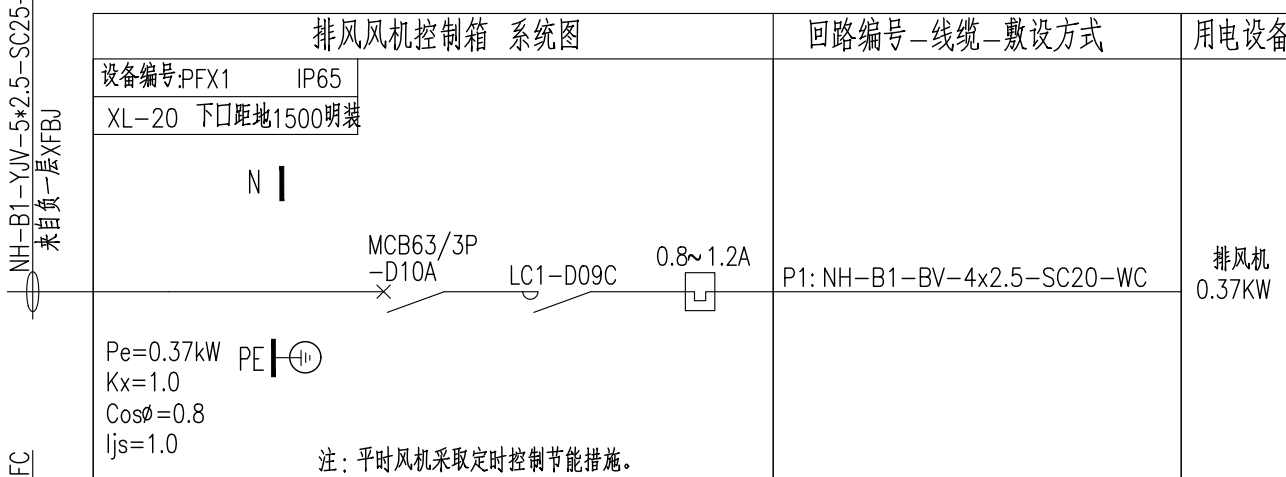 NH-B1-YJV-5*2.5-SC25-
来自负一层XFBJ
FC
排风风机控制箱 系统图
回路编号-线缆-敷设方式
用电设备
设备编号:PFX1 IP65
XL-20 下口距地1500明装
N
MCB63/3P
-D10A
LC1-D09C
0.8~1.2A
P1: NH-B1-BV-4x2.5-SC20-WC
排风机
0.37KW
Pe=0.37kW
PE
Kx=1.0
Cosø=0.8
Ijs=1.0
注: 平时风机采取定时控制节能措施。